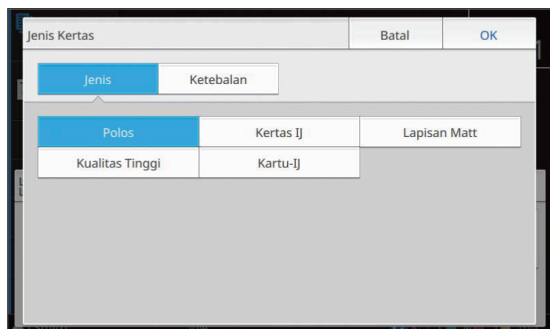 Jenis Kertas Batal OK
Jenis Ketebalan
Polos Kertas IJ Lapisan Matt
Kualitas Tinggi Kartu-IJ